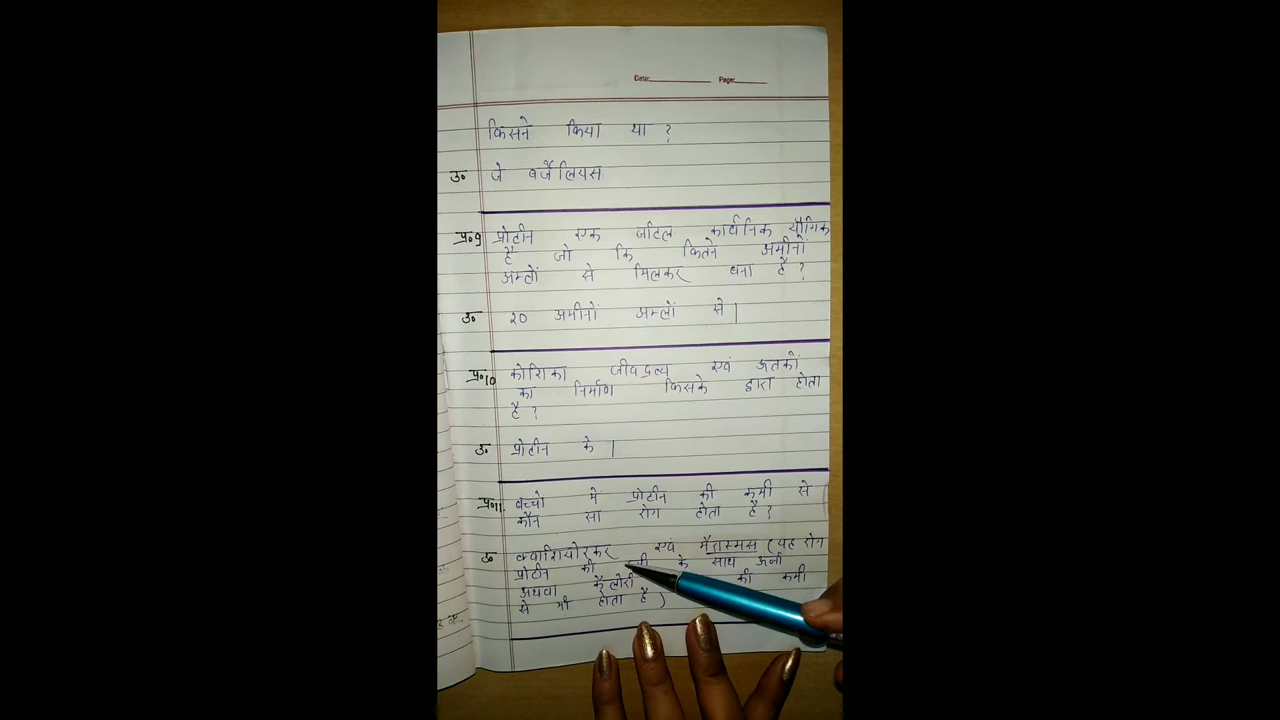 Date: Page:
किसने किया था ?
उ० जे बर्जेलियस
प्र०9 प्रोटीन एक जटिल कार्बनिक यौगिक
है जो कि कितने अमीनों
अम्लों से मिलकर बना है ?
उ० २० अमीनों अम्लों से |
प्र०10 कोशिका जीवद्रव्य एवं ऊतकों
का निर्माण किसके द्वारा होता
है ?
उ० प्रोटीन के |
प्र०11. बच्चो में प्रोटीन की कमी से
कौन सा रोग होता है ?
उ० क्वाशियोरकर एवं मैरास्मस (यह रोग
प्रोटीन की के साथ ऊर्जा
अथवा कैलोरी की कमी
से भी होता है )